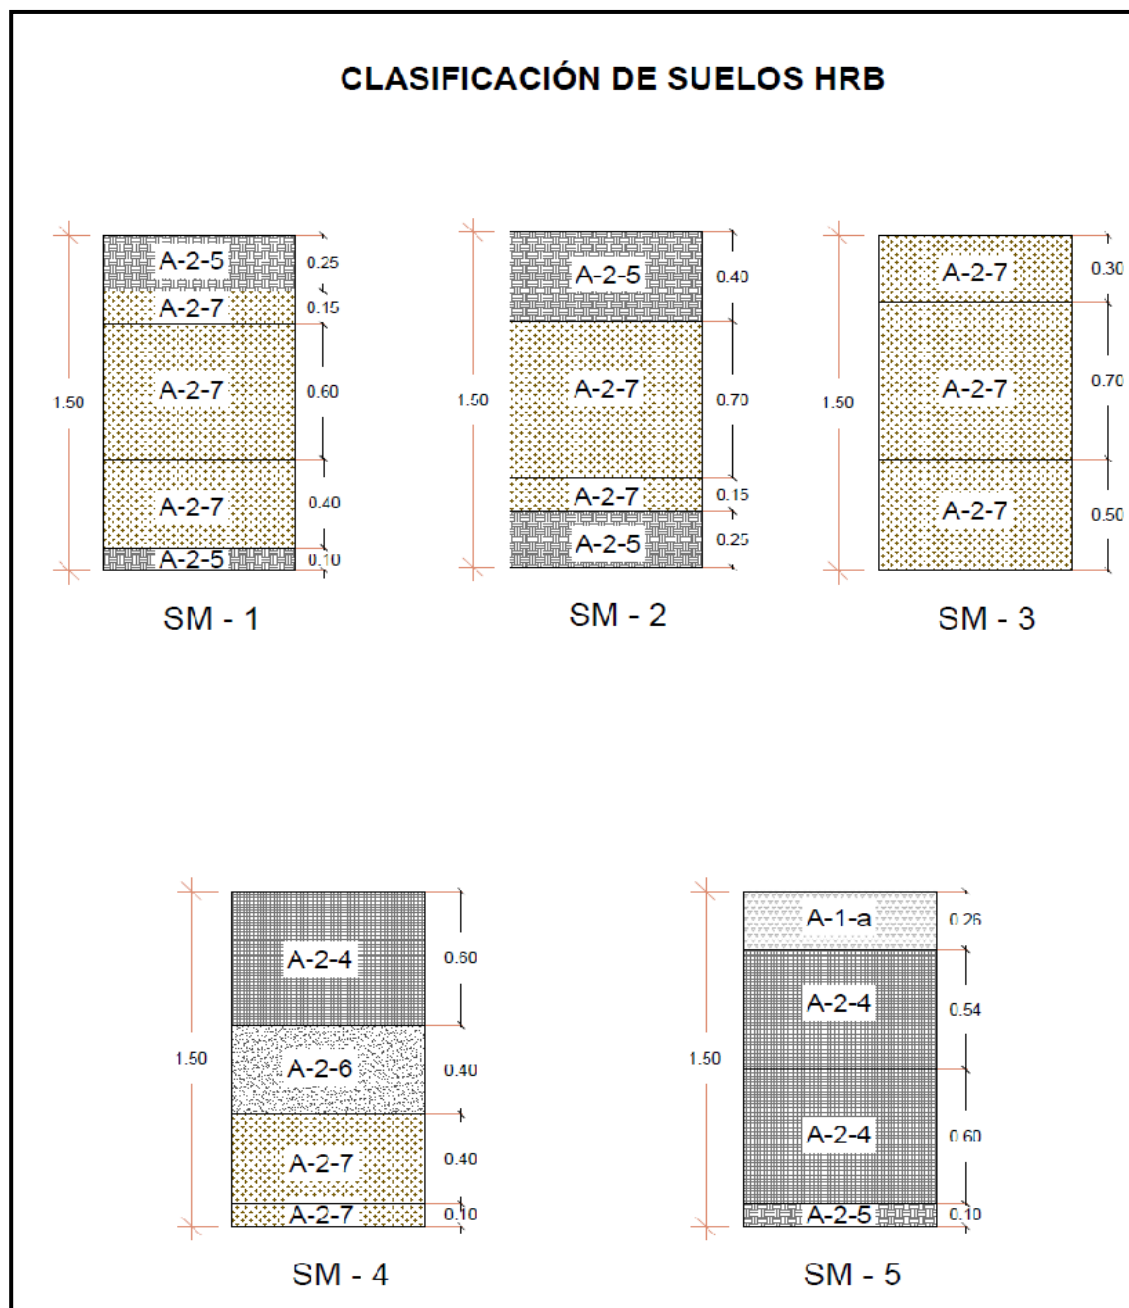 CLASIFICACIÓN DE SUELOS HRB
1.50
A-2-5
0.25
A-2-7
0.15
A-2-7
0.60
A-2-7
0.40
A-2-5
0.10
SM - 1
1.50
A-2-5
0.40
A-2-7
0.70
A-2-7
0.15
A-2-5
0.25
SM - 2
1.50
A-2-7
0.30
A-2-7
0.70
A-2-7
0.50
SM - 3
1.50
A-2-4
0.60
A-2-6
0.40
A-2-7
0.40
A-2-7
0.10
SM - 4
1.50
A-1-a
0.26
A-2-4
0.54
A-2-4
0.60
A-2-5
0.10
SM - 5